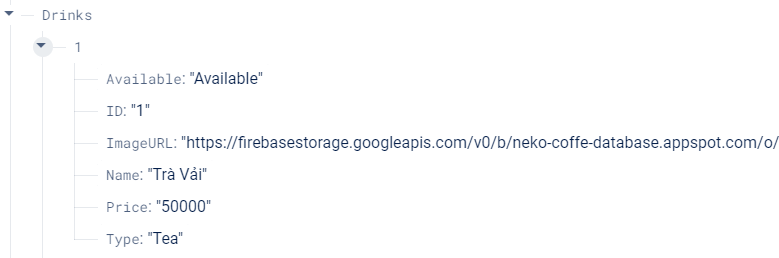 Drinks
1
Available: "Available"
ID: "1"
ImageURL: "https://firebasestorage.googleapis.com/v0/b/neko-coffe-database.appspot.com/o/
Name: "Trà Vải"
Price: "50000"
Type: "Tea"